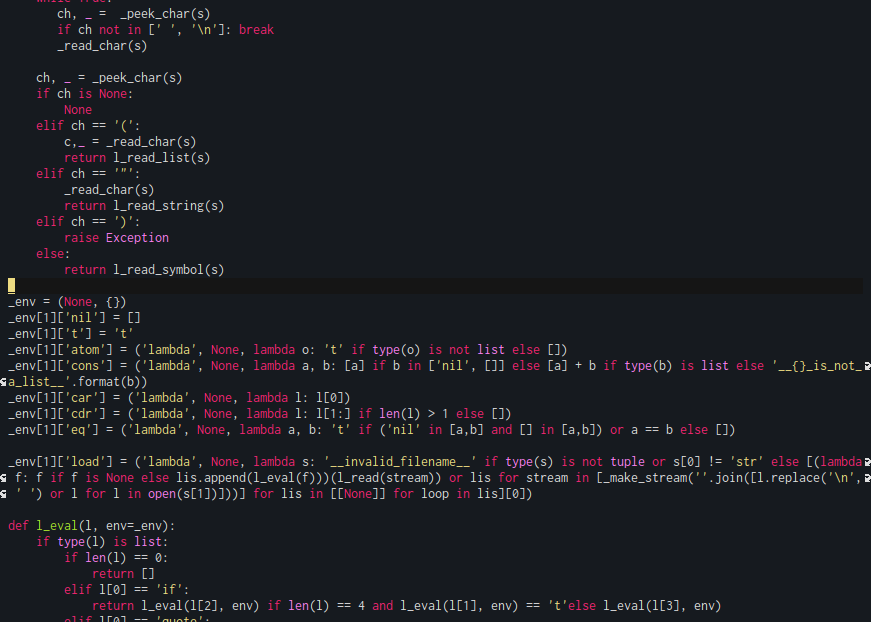 while True:
ch, _ =  _peek_char(s)
if ch not in [' ', '\n']: break
_read_char(s)
ch, _ = _peek_char(s)
if ch is None:
None
elif ch == '(':
c,_ = _read_char(s)
return l_read_list(s)
elif ch == '"':
_read_char(s)
return l_read_string(s)
elif ch == ')':
raise Exception
else:
return l_read_symbol(s)
_env = (None, {})
_env[1]['nil'] = []
_env[1]['t'] = 't'
_env[1]['atom'] = ('lambda', None, lambda o: 't' if type(o) is not list else [])
_env[1]['cons'] = ('lambda', None, lambda a, b: [a] if b in ['nil', []] else [a] + b if type(b) is list else '__{}_is_not_
a_list__'.format(b))
_env[1]['car'] = ('lambda', None, lambda l: l[0])
_env[1]['cdr'] = ('lambda', None, lambda l: l[1:] if len(l) > 1 else [])
_env[1]['eq'] = ('lambda', None, lambda a, b: 't' if ('nil' in [a,b] and [] in [a,b]) or a == b else [])
_env[1]['load'] = ('lambda', None, lambda s: '__invalid_filename__' if type(s) is not tuple or s[0] != 'str' else [(lambda
f: f if f is None else lis.append(l_eval(f)))(l_read(stream)) or lis for stream in [_make_stream(''.join([l.replace('\n',
' ') or l for l in open(s[1])]))] for lis in [[None]] for loop in lis][0])
def l_eval(l, env=_env):
if type(l) is list:
if len(l) == 0:
return []
elif l[0] == 'if':
return l_eval(l[2], env) if len(l) == 4 and l_eval(l[1], env) == 't'else l_eval(l[3], env)
elif l[0] == 'quote':